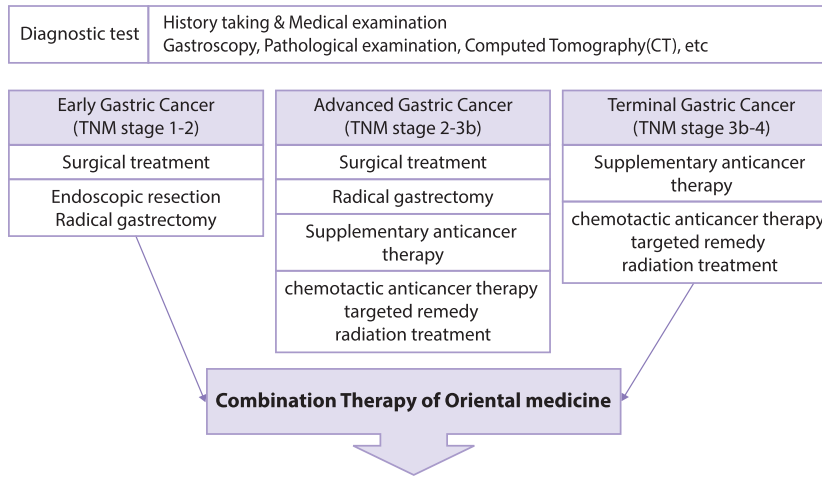 Diagnostic test
History taking & Medical examination
Gastroscopy, Pathological examination, Computed Tomography(CT), etc
Early Gastric Cancer
(TNM stage 1-2)
Surgical treatment
Endoscopic resection
Radical gastrectomy
Advanced Gastric Cancer
(TNM stage 2-3b)
Surgical treatment
Radical gastrectomy
Supplementary anticancer
therapy
chemotactic anticancer therapy
targeted remedy
radiation treatment
Terminal Gastric Cancer
(TNM stage 3b-4)
Supplementary anticancer
therapy
chemotactic anticancer therapy
targeted remedy
radiation treatment
Combination Therapy of Oriental medicine